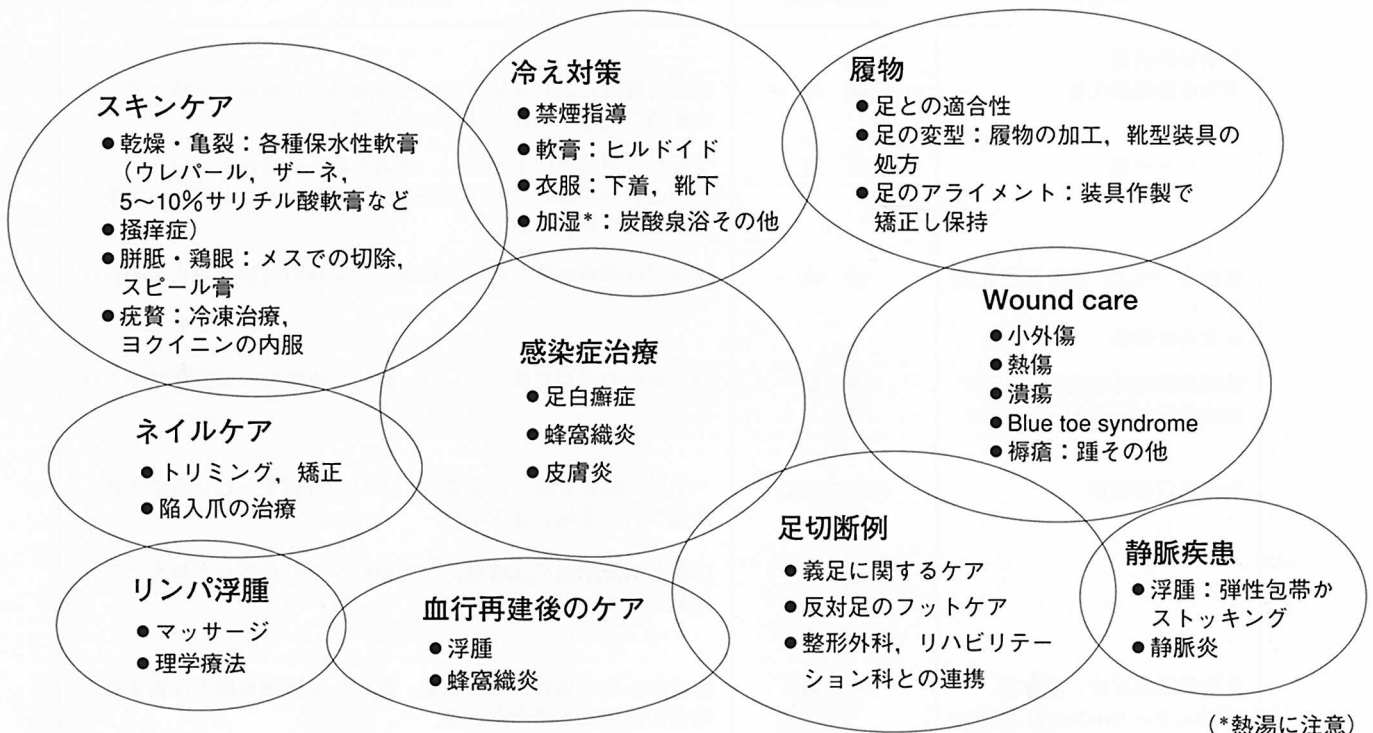 スキンケア
●乾燥・亀裂：各種保水性軟膏
（ウレパール，ザーネ，
5〜10％サリチル酸軟膏など
●掻痒症）
●胼胝・鶏眼：メスでの切除，
スピール膏
●疣贅：冷凍治療，
ヨクイニンの内服
冷え対策
●禁煙指導
●軟膏：ヒルドイド
●衣服：下着，靴下
●加湿*：炭酸泉浴その他
履物
●足との適合性
●足の変型：履物の加工，靴型装具の
処方
●足のアライメント：装具作製で
矯正し保持
感染症治療
●足白癬症
●蜂窩織炎
●皮膚炎
Wound care
●小外傷
●熱傷
●潰瘍
●Blue toe syndrome
●褥瘡：踵その他
ネイルケア
●トリミング，矯正
●陥入爪の治療
リンパ浮腫
●マッサージ
●理学療法
血行再建後のケア
●浮腫
●蜂窩織炎
足切断例
●義足に関するケア
●反対足のフットケア
●整形外科，リハビリテー
ション科との連携
静脈疾患
●浮腫：弾性包帯か
ストッキング
●静脈炎
（*熱湯に注意）